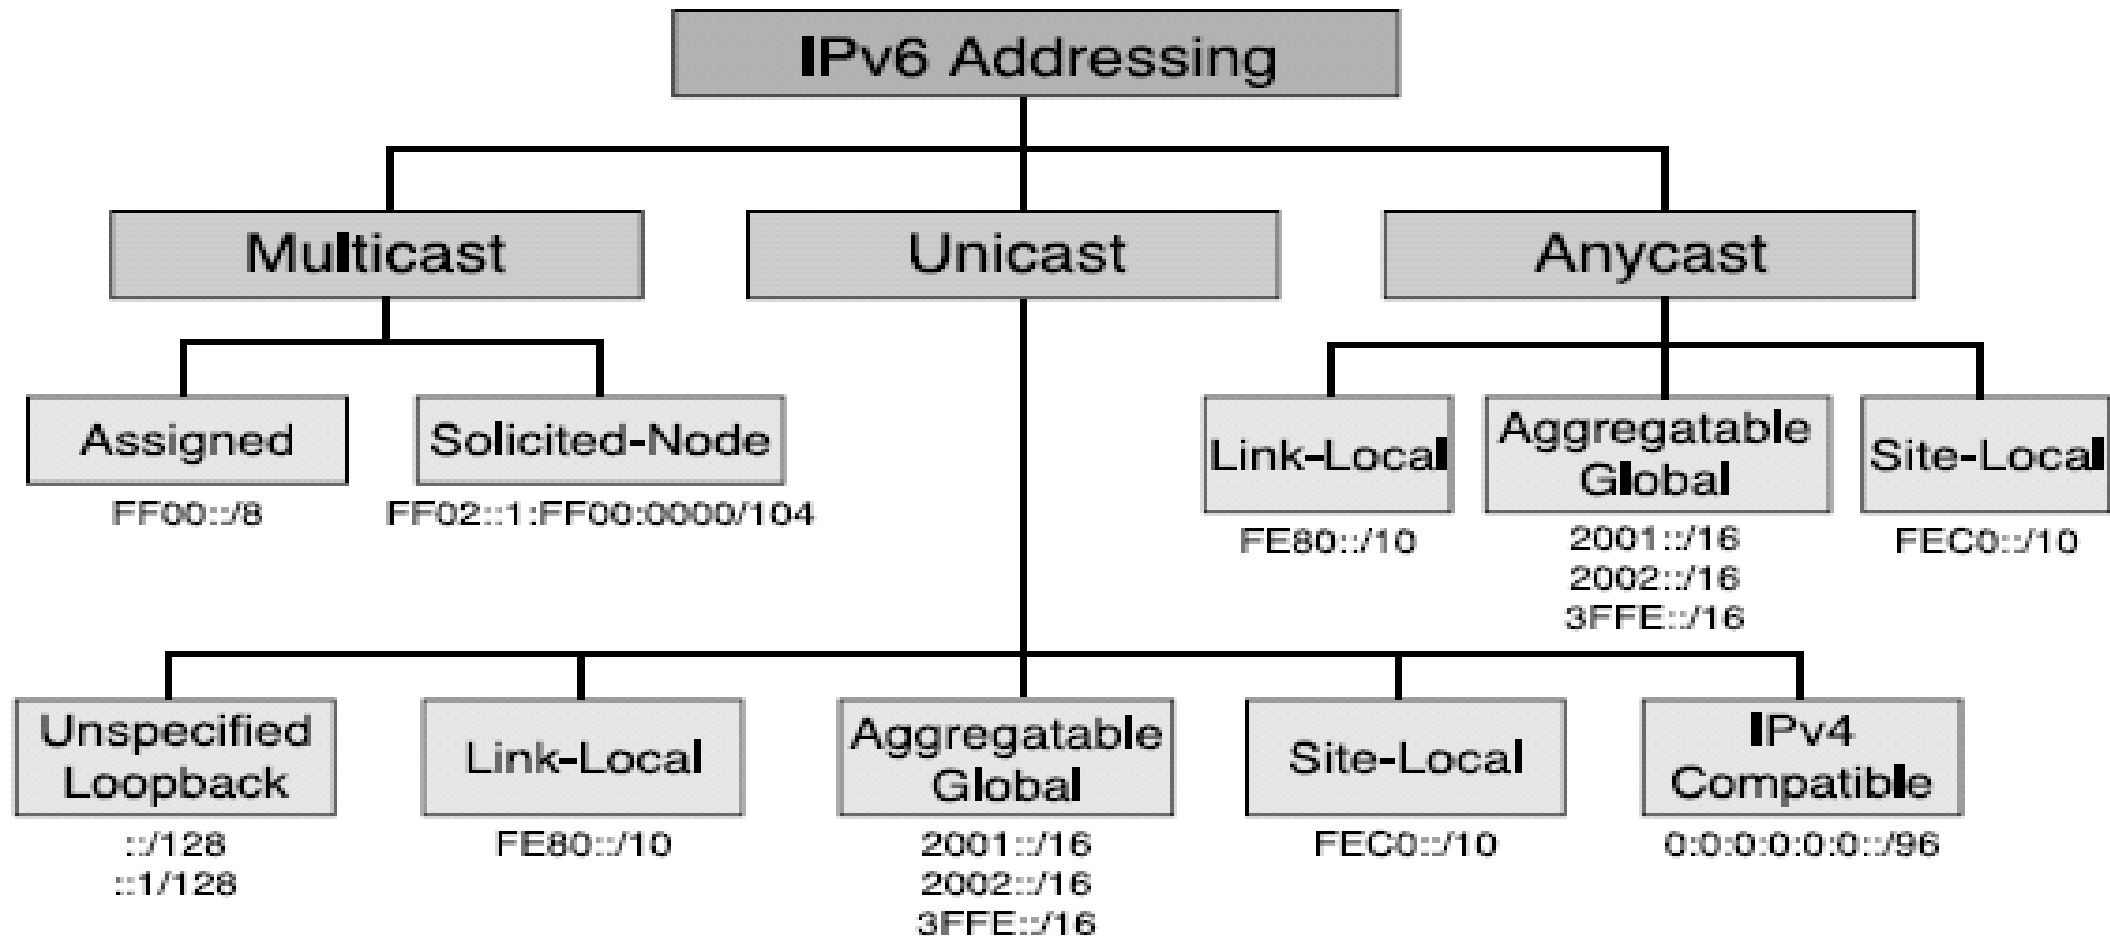 IPv6 Addressing
Multicast
Unicast
Anycast
Assigned
FF00::/8
Solicited-Node
FF02::1:FF00:0000/104
Link-Local
FE80::/10
Aggregatable
Global
2001::/16
2002::/16
3FFE::/16
Site-Local
FEC0::/10
Unspecified
Loopback
::/128
::1/128
Link-Local
FE80::/10
Aggregatable
Global
2001::/16
2002::/16
3FFE::/16
Site-Local
FEC0::/10
IPv4
Compatible
0:0:0:0:0:0::/96